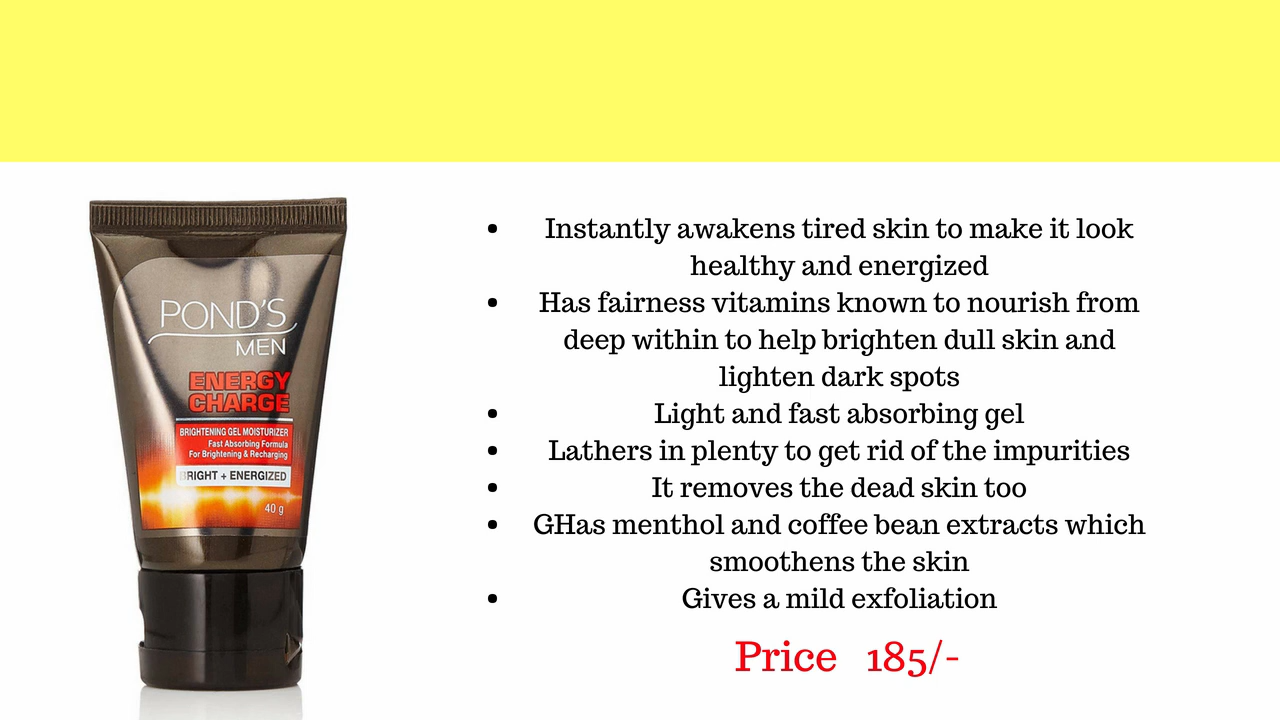 POND'S
MEN
ENERGY
CHARGE
BRIGHTENING GEL MOISTURIZER
Fast Absorbing Formula
For Brightening & Recharging
BRIGHT + ENERGIZED
40 g
• Instantly awakens tired skin to make it look
healthy and energized
• Has fairness vitamins known to nourish from
deep within to help brighten dull skin and
lighten dark spots
• Light and fast absorbing gel
• Lathers in plenty to get rid of the impurities
• It removes the dead skin too
• GHas menthol and coffee bean extracts which
smoothens the skin
• Gives a mild exfoliation
Price 185/-